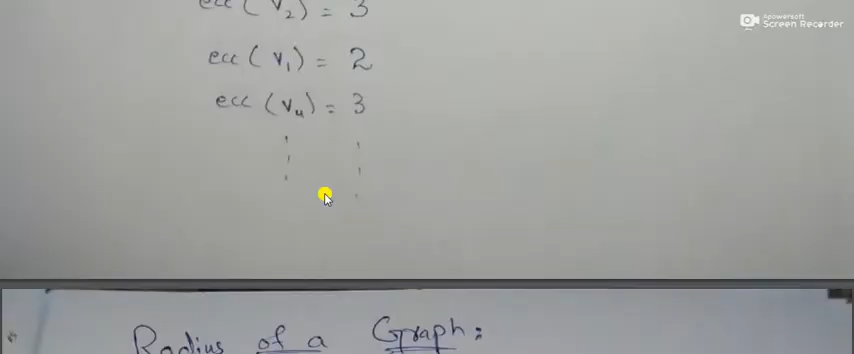 ecc (v2) = 3
Apowersoft
Screen Recorder
ecc (v1) = 2
ecc (v4) = 3
Radius of a Graph: